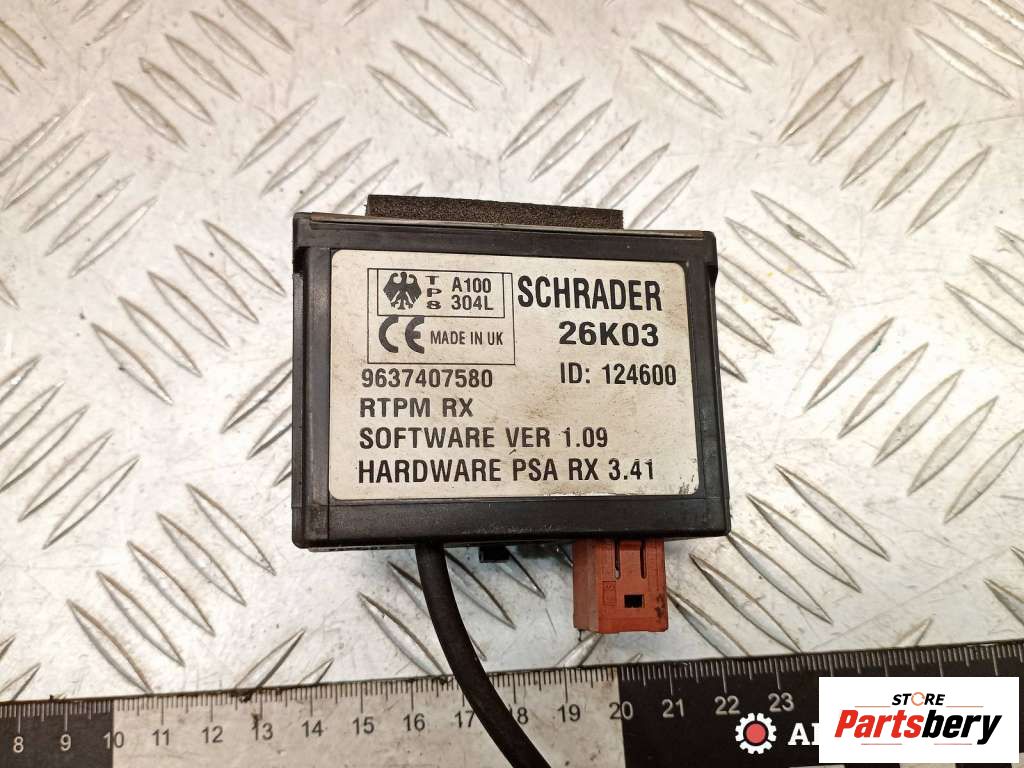 T P 8 A100
304L
SCHRADER
CE MADE IN UK
26K03
9637407580
ID: 124600
RTPM RX
SOFTWARE VER 1.09
HARDWARE PSA RX 3.41
8 9 10 11 12 13 14 15 16 17 18 19 20 21 22 23
STORE
Partsbery